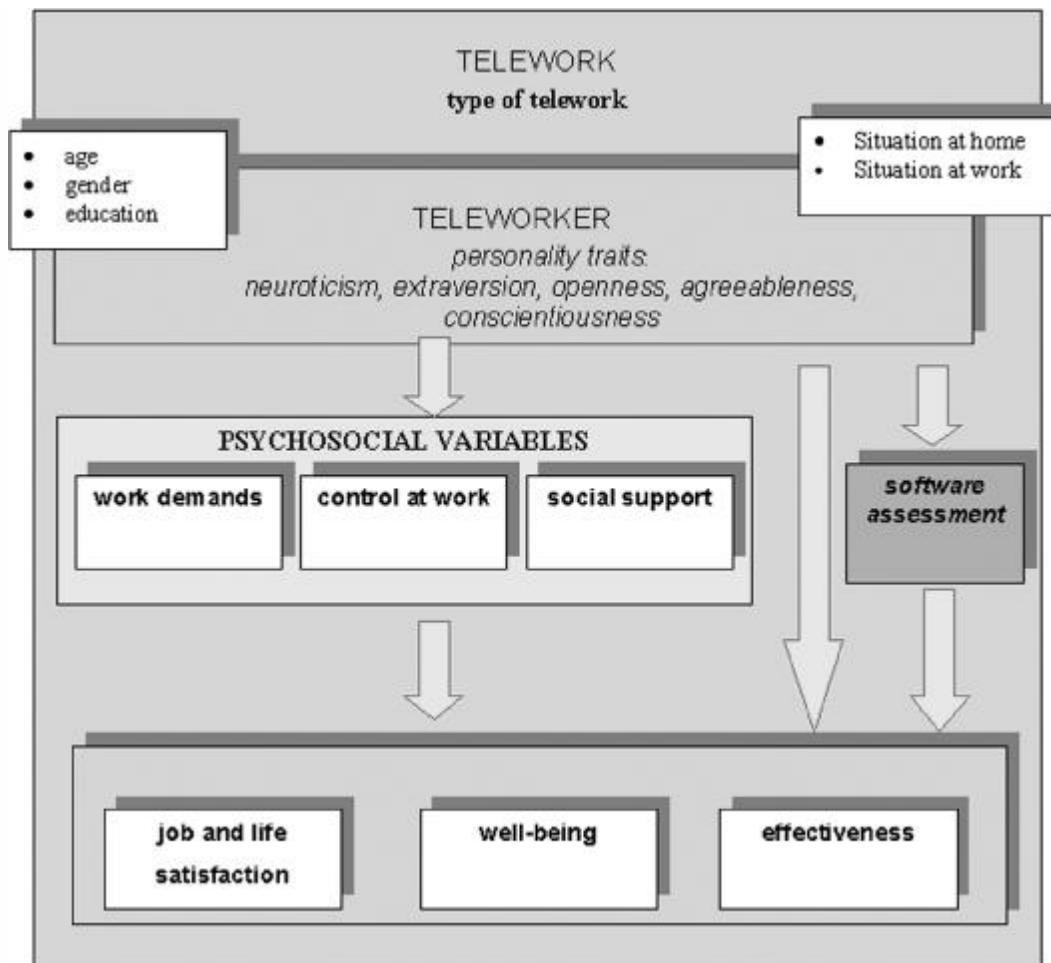 TELEWORK
type of telework
• age
• gender
• education
• Situation at home
• Situation at work
TELEWORKER
personality traits:
neuroticism, extraversion, openness, agreeableness,
conscientiousness
PSYCHOSOCIAL VARIABLES
work demands
control at work
social support
software
assessment
job and life
satisfaction
well-being
effectiveness